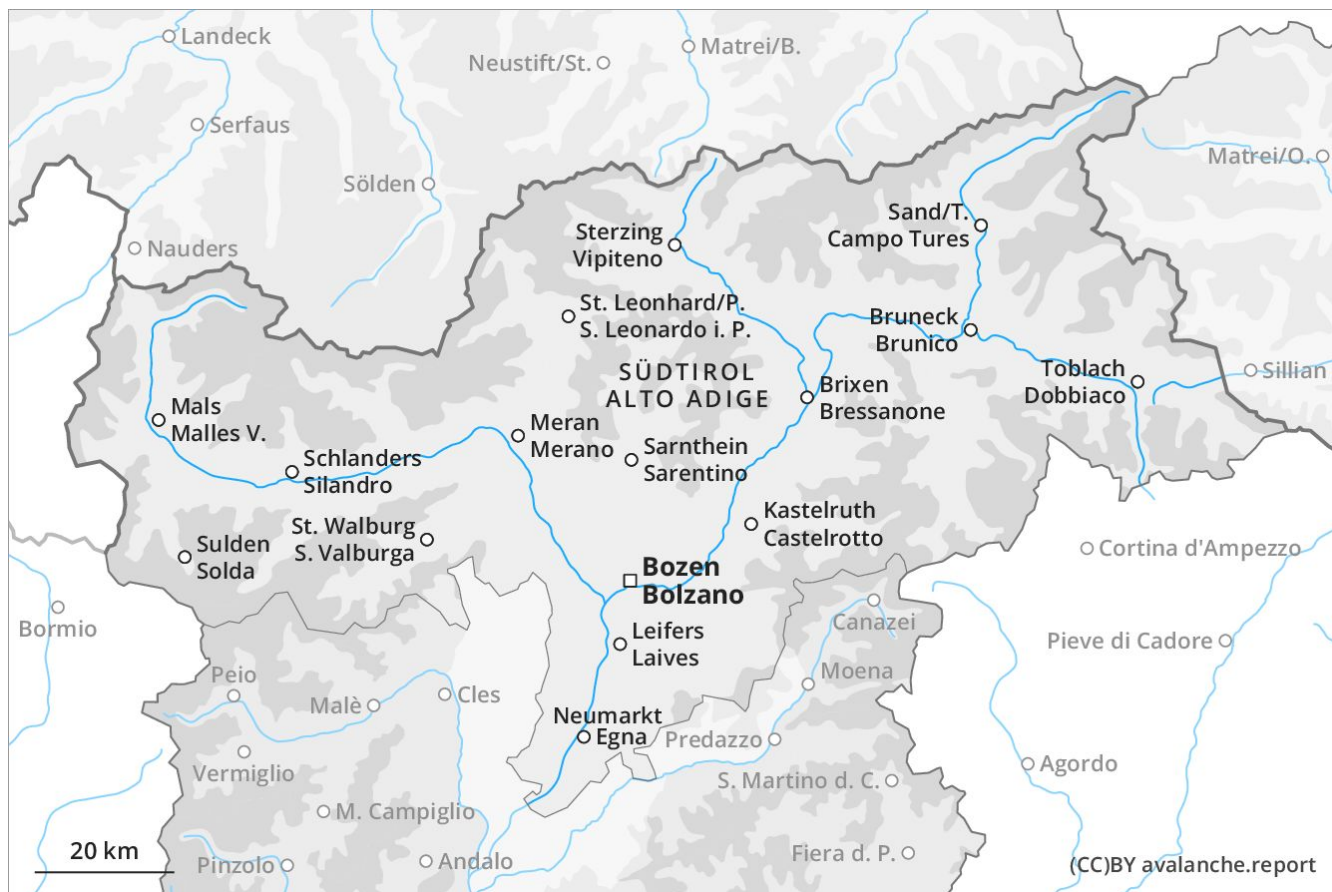 Landeck
Matrei/B.
Neustift/St.
Serfaus
Matrei/O.
Sölden
Sand/T.
Campo Tures
Sterzing
Vipiteno
Nauders
St. Leonhard/P.
S. Leonardo i. P.
Bruneck
Brunico
SÜDTIROL
ALTO ADIGE
Toblach
Dobbiaco
Sillian
Brixen
Bressanone
Mals
Malles V.
Meran
Merano
Sarnthein
Sarentino
Schlanders
Silandro
Kastelruth
Castelrotto
St. Walburg
S. Valburga
Sulden
Solda
Cortina d'Ampezzo
Bozen
Bolzano
Bormio
Canazei
Leifers
Laives
Pieve di Cadore
Peio
Moena
Malè
Cles
Neumarkt
Egna
Predazzo
Vermiglio
Agordo
S. Martino d. C.
M. Campiglio
20 km
Pinzolo
Andalo
Fiera d. P.
(CC)BY avalanche.report